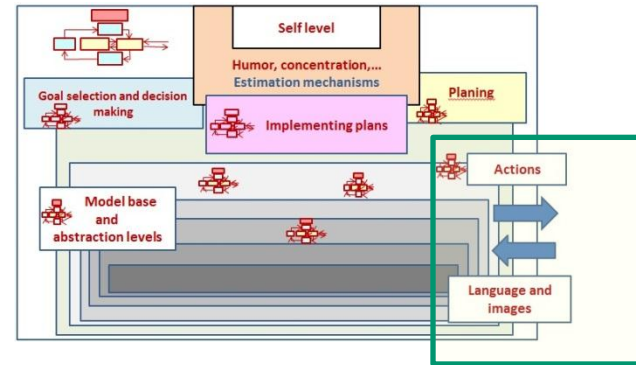 Self level
Humor, concentration,...
Estimation mechanisms
Goal selection and decision
making
Planing
Implementing plans
Actions
Model base
and
abstraction levels
Language and
images